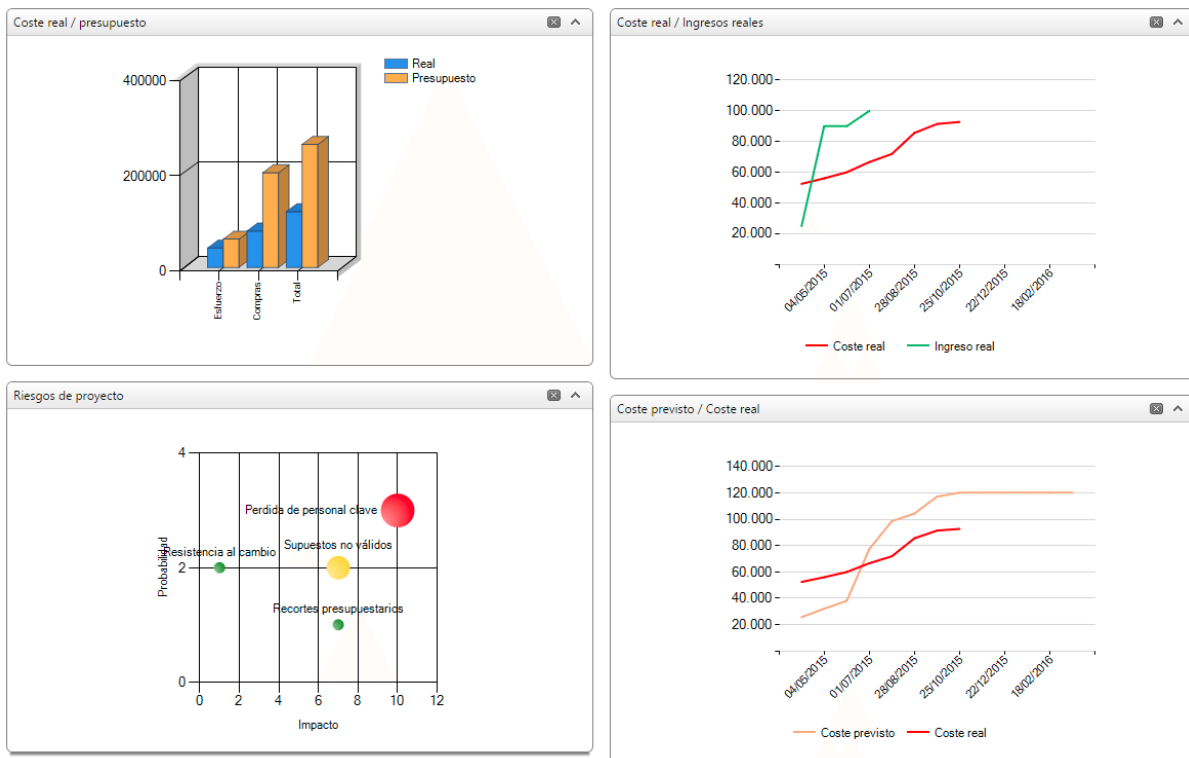 Coste real / presupuesto
Real
Presupuesto
400000
200000
0
Esfuerzo
Compras
Total
Coste real / Ingresos reales
120.000
100.000
80.000
60.000
40.000
20.000
04/05/2015
01/07/2015
28/08/2015
25/10/2015
22/12/2015
18/02/2016
Coste real
Ingreso real
Riesgos de proyecto
4
2
0
Probabilidad
Perdida de personal clave
Supuestos no válidos
Resistencia al cambio
Recortes presupuestarios
0 2 4 6 8 10 12
Impacto
Coste previsto / Coste real
140.000
120.000
100.000
80.000
60.000
40.000
20.000
04/05/2015
01/07/2015
28/08/2015
25/10/2015
22/12/2015
18/02/2016
Coste previsto
Coste real